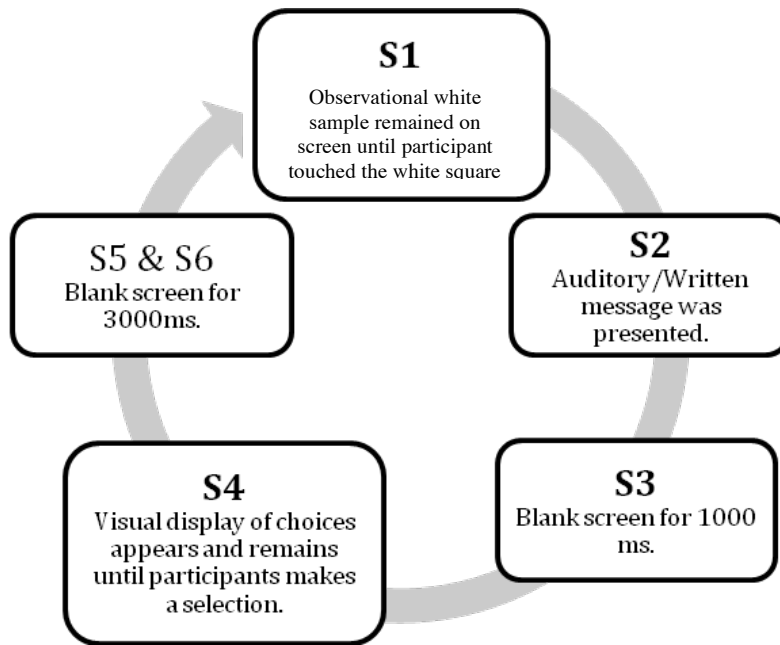 S1
Observational white
sample remained on
screen until participant
touched the white square
S2
Auditory/Written
message was
presented.
S3
Blank screen for 1000
ms.
S4
Visual display of choices
appears and remains
until participants makes
a selection.
S5 & S6
Blank screen for
3000ms.